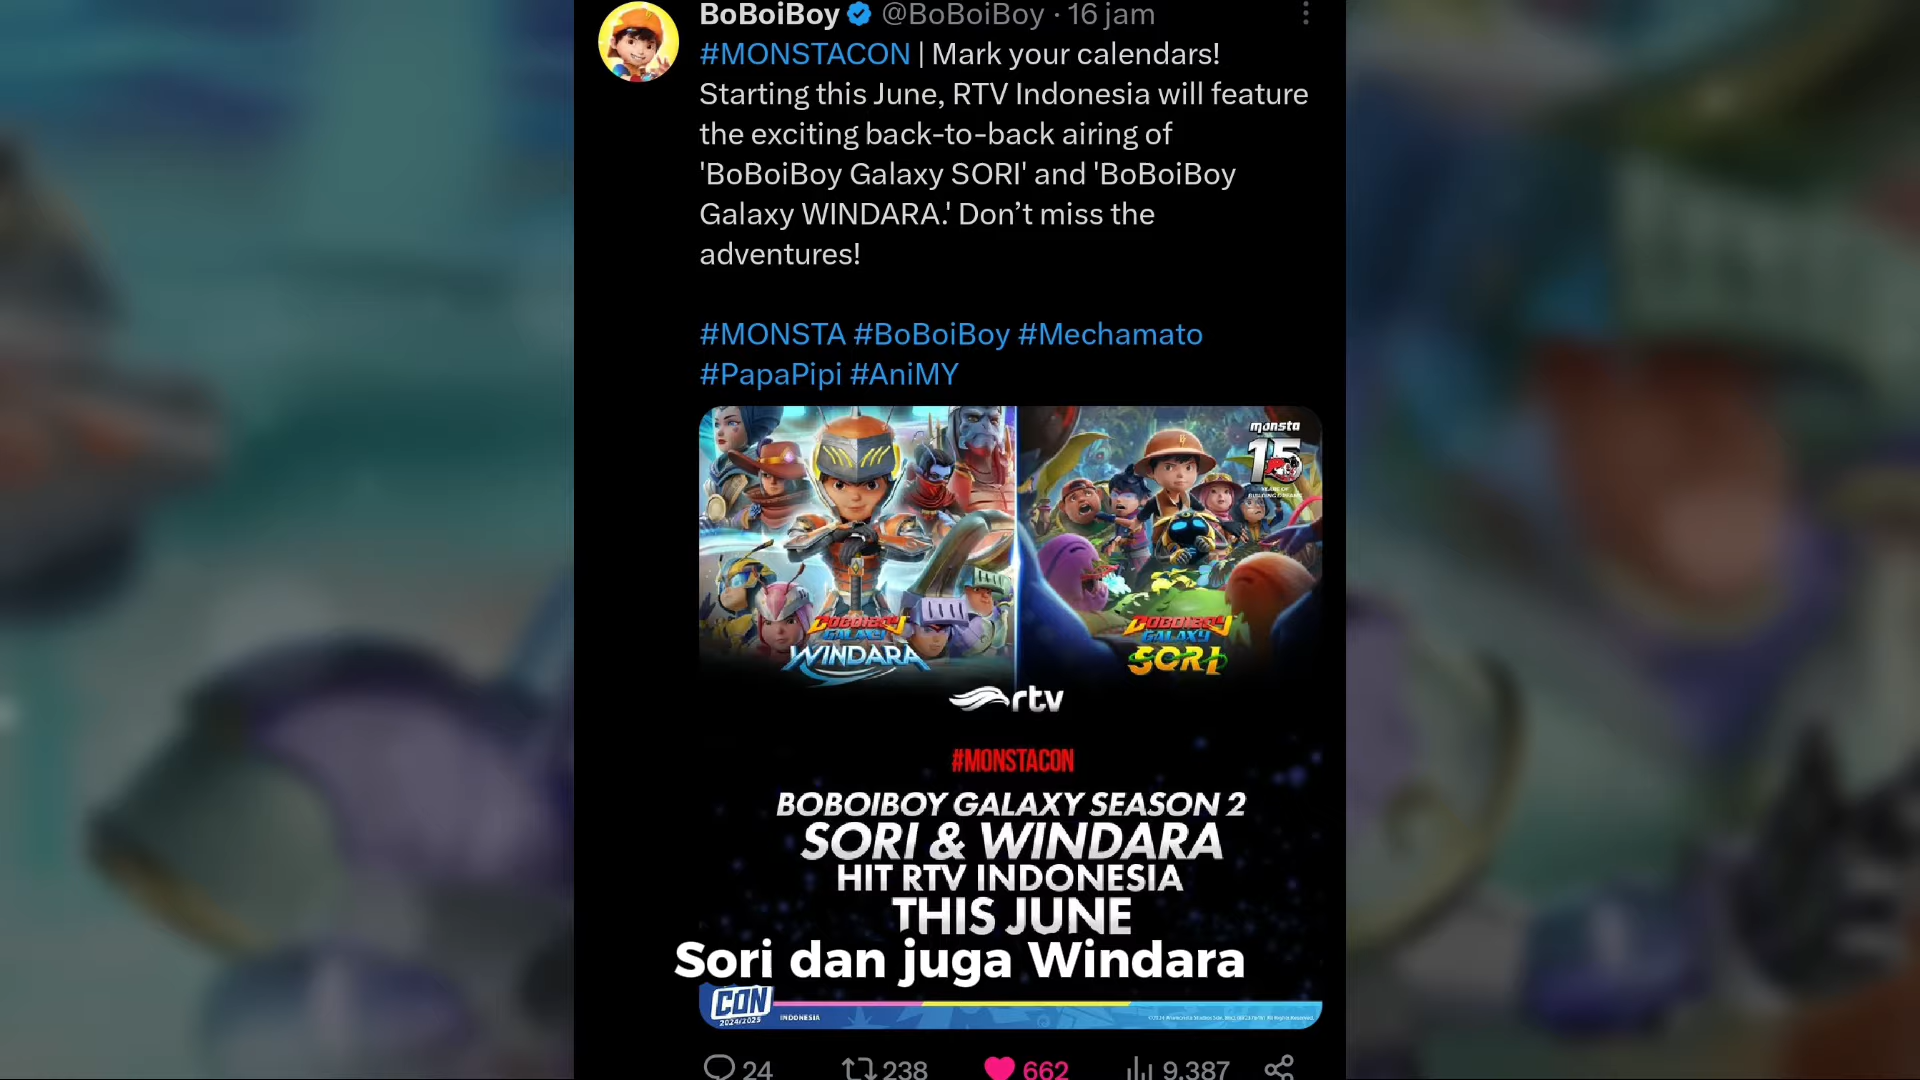 BoBoiBoy @BoBoiBoy · 16 jam
#MONSTACON | Mark your calendars!
Starting this June, RTV Indonesia will feature
the exciting back-to-back airing of
'BoBoiBoy Galaxy SORI' and 'BoBoiBoy
Galaxy WINDARA.' Don’t miss the
adventures!
#MONSTA #BoBoiBoy #Mechamato
#PapaPipi #AniMY
monsta
15
BOBOIBOY
GALAXY
WINDARA
BOBOIBOY
GALAXY
SORI
rtv
#MONSTACON
BOBOIBOY GALAXY SEASON 2
SORI & WINDARA
HIT RTV INDONESIA
THIS JUNE
Sori dan juga Windara
CON
2024/2025
INDONESIA
24 238 662 9.387